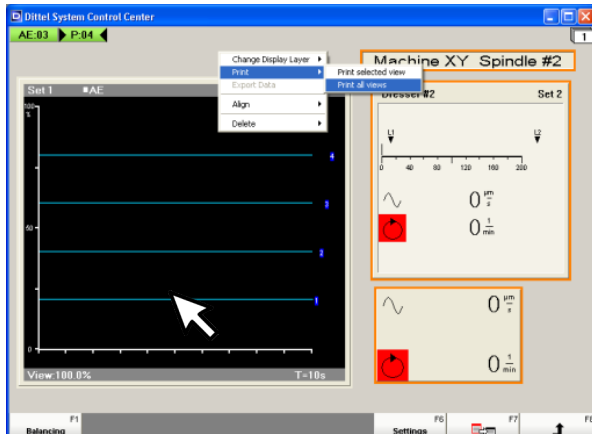 Dittel System Control Center
AE:03 P:04
1
Machine XY Spindle #2
Change Display Layer
Print
Export Data
Align
Delete
Print selected view
Print all views
Set 1 AE
100
%
50
0
4
3
2
1
View:100.0% T=10s
Dresser #2 Set 2
L1 L2
0 40 80 120 160 200
0 µm/s
0 1/min
0 µm/s
0 1/min
F1 F6 F7 F8
Balancing Settings